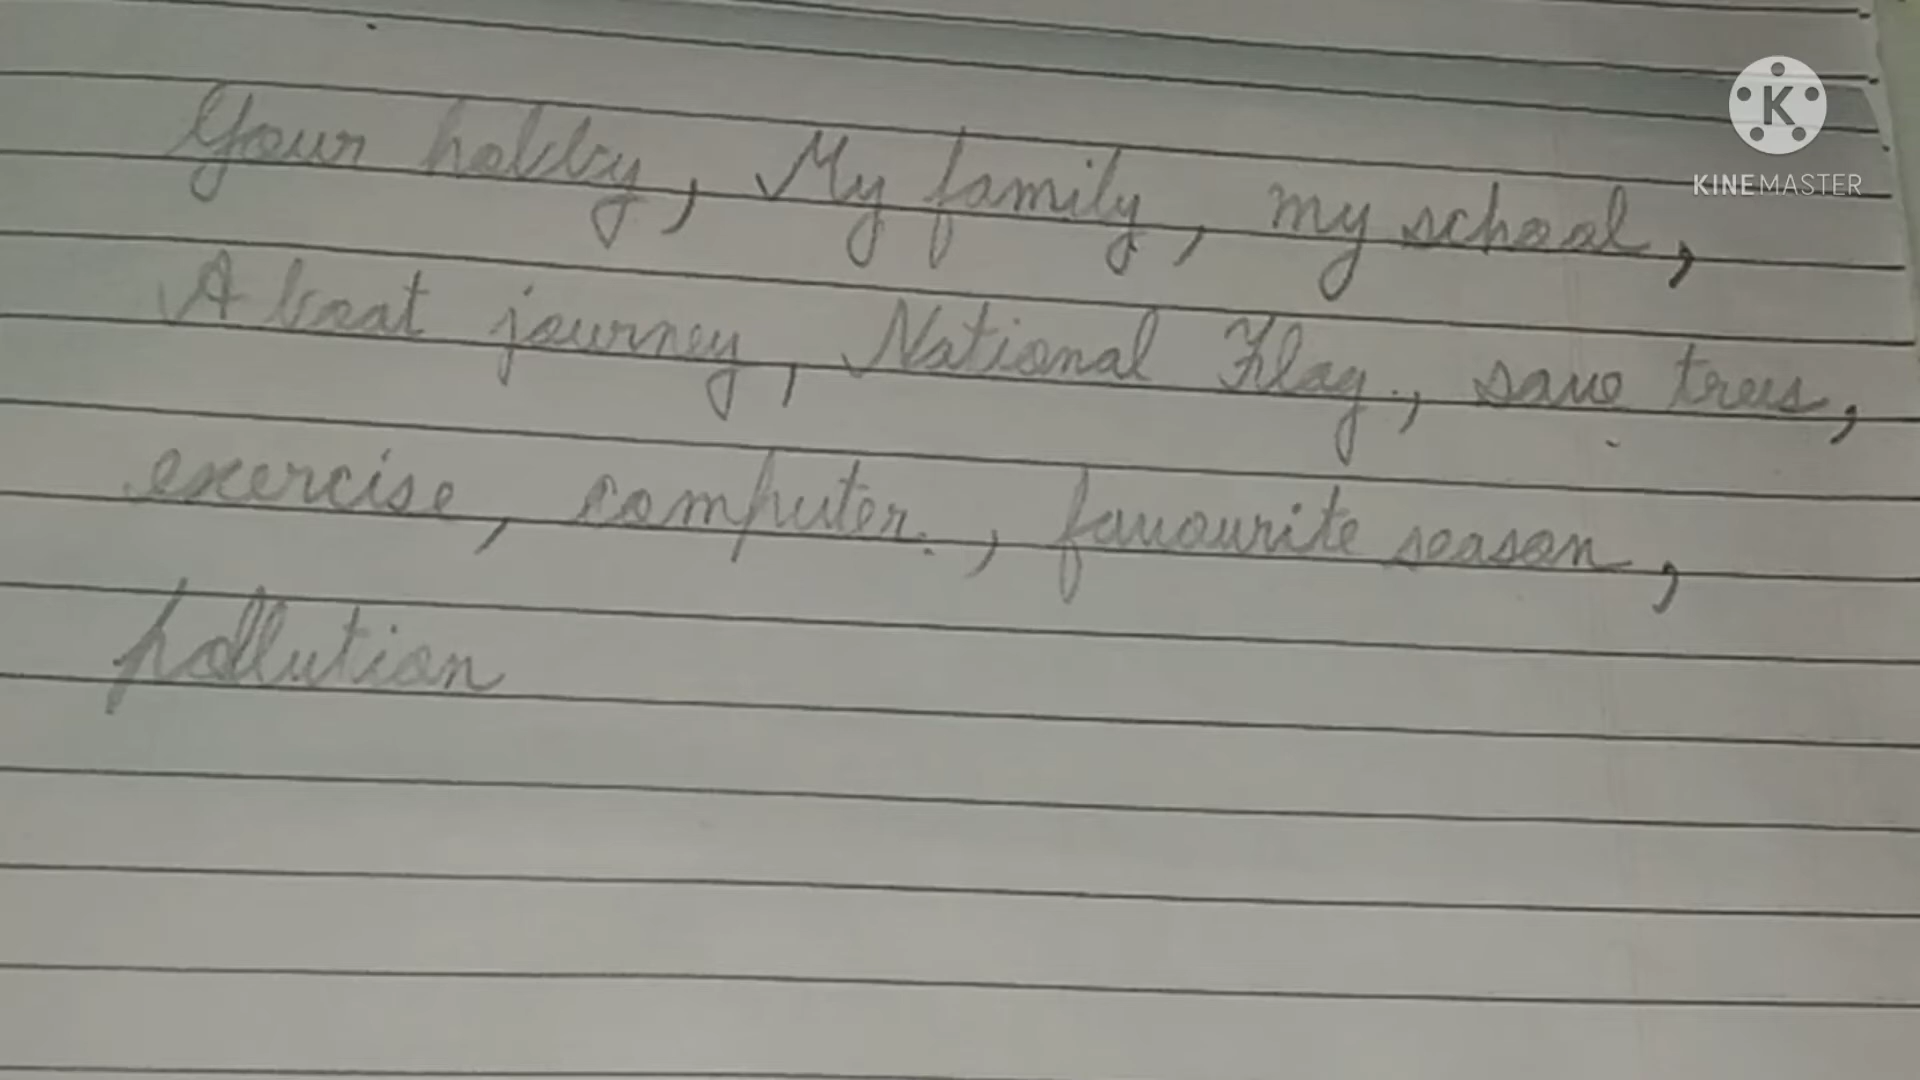 Your hobby, My family, my school,
A boat journey, National Flag., save trees,
exercise, computer., favourite season,
pollution
K
KINEMASTER